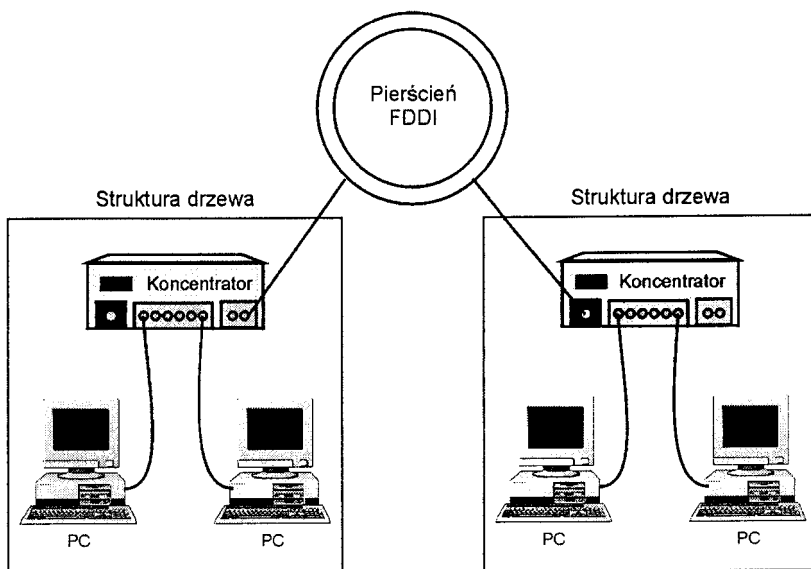 Pierścień
FDDI
Struktura drzewa
Struktura drzewa
Koncentrator
Koncentrator
PC
PC
PC
PC